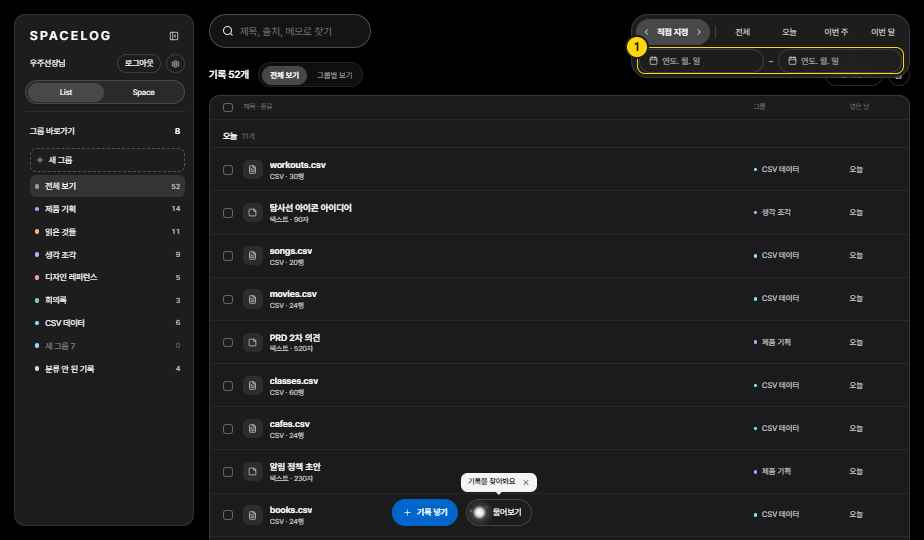 SPACELOG
우주선장님
로그아웃
List
Space
그룹 바로가기
8
+ 새 그룹
전체 보기 52
제품 기획 14
읽은 것들 11
생각 조각 9
디자인 레퍼런스 5
회의록 3
CSV 데이터 6
새 그룹 7 0
분류 안 된 기록 4
제목, 출처, 메모로 찾기
직접 지정
전체
오늘
이번 주
이번 달
1
연도. 월. 일
~
연도. 월. 일
기록 52개
전체 보기
그룹별 보기
제목 · 종류
그룹
넣은 날
오늘 11개
workouts.csv
CSV · 30행
CSV 데이터
오늘
탐사선 아이콘 아이디어
텍스트 · 90자
생각 조각
오늘
songs.csv
CSV · 20행
CSV 데이터
오늘
movies.csv
CSV · 24행
CSV 데이터
오늘
PRD 2차 의견
텍스트 · 520자
제품 기획
오늘
classes.csv
CSV · 60행
CSV 데이터
오늘
cafes.csv
CSV · 24행
CSV 데이터
오늘
알림 정책 초안
텍스트 · 230자
제품 기획
오늘
books.csv
CSV · 24행
CSV 데이터
오늘
기록을 찾아봐요 ×
+ 기록 넣기
물어보기